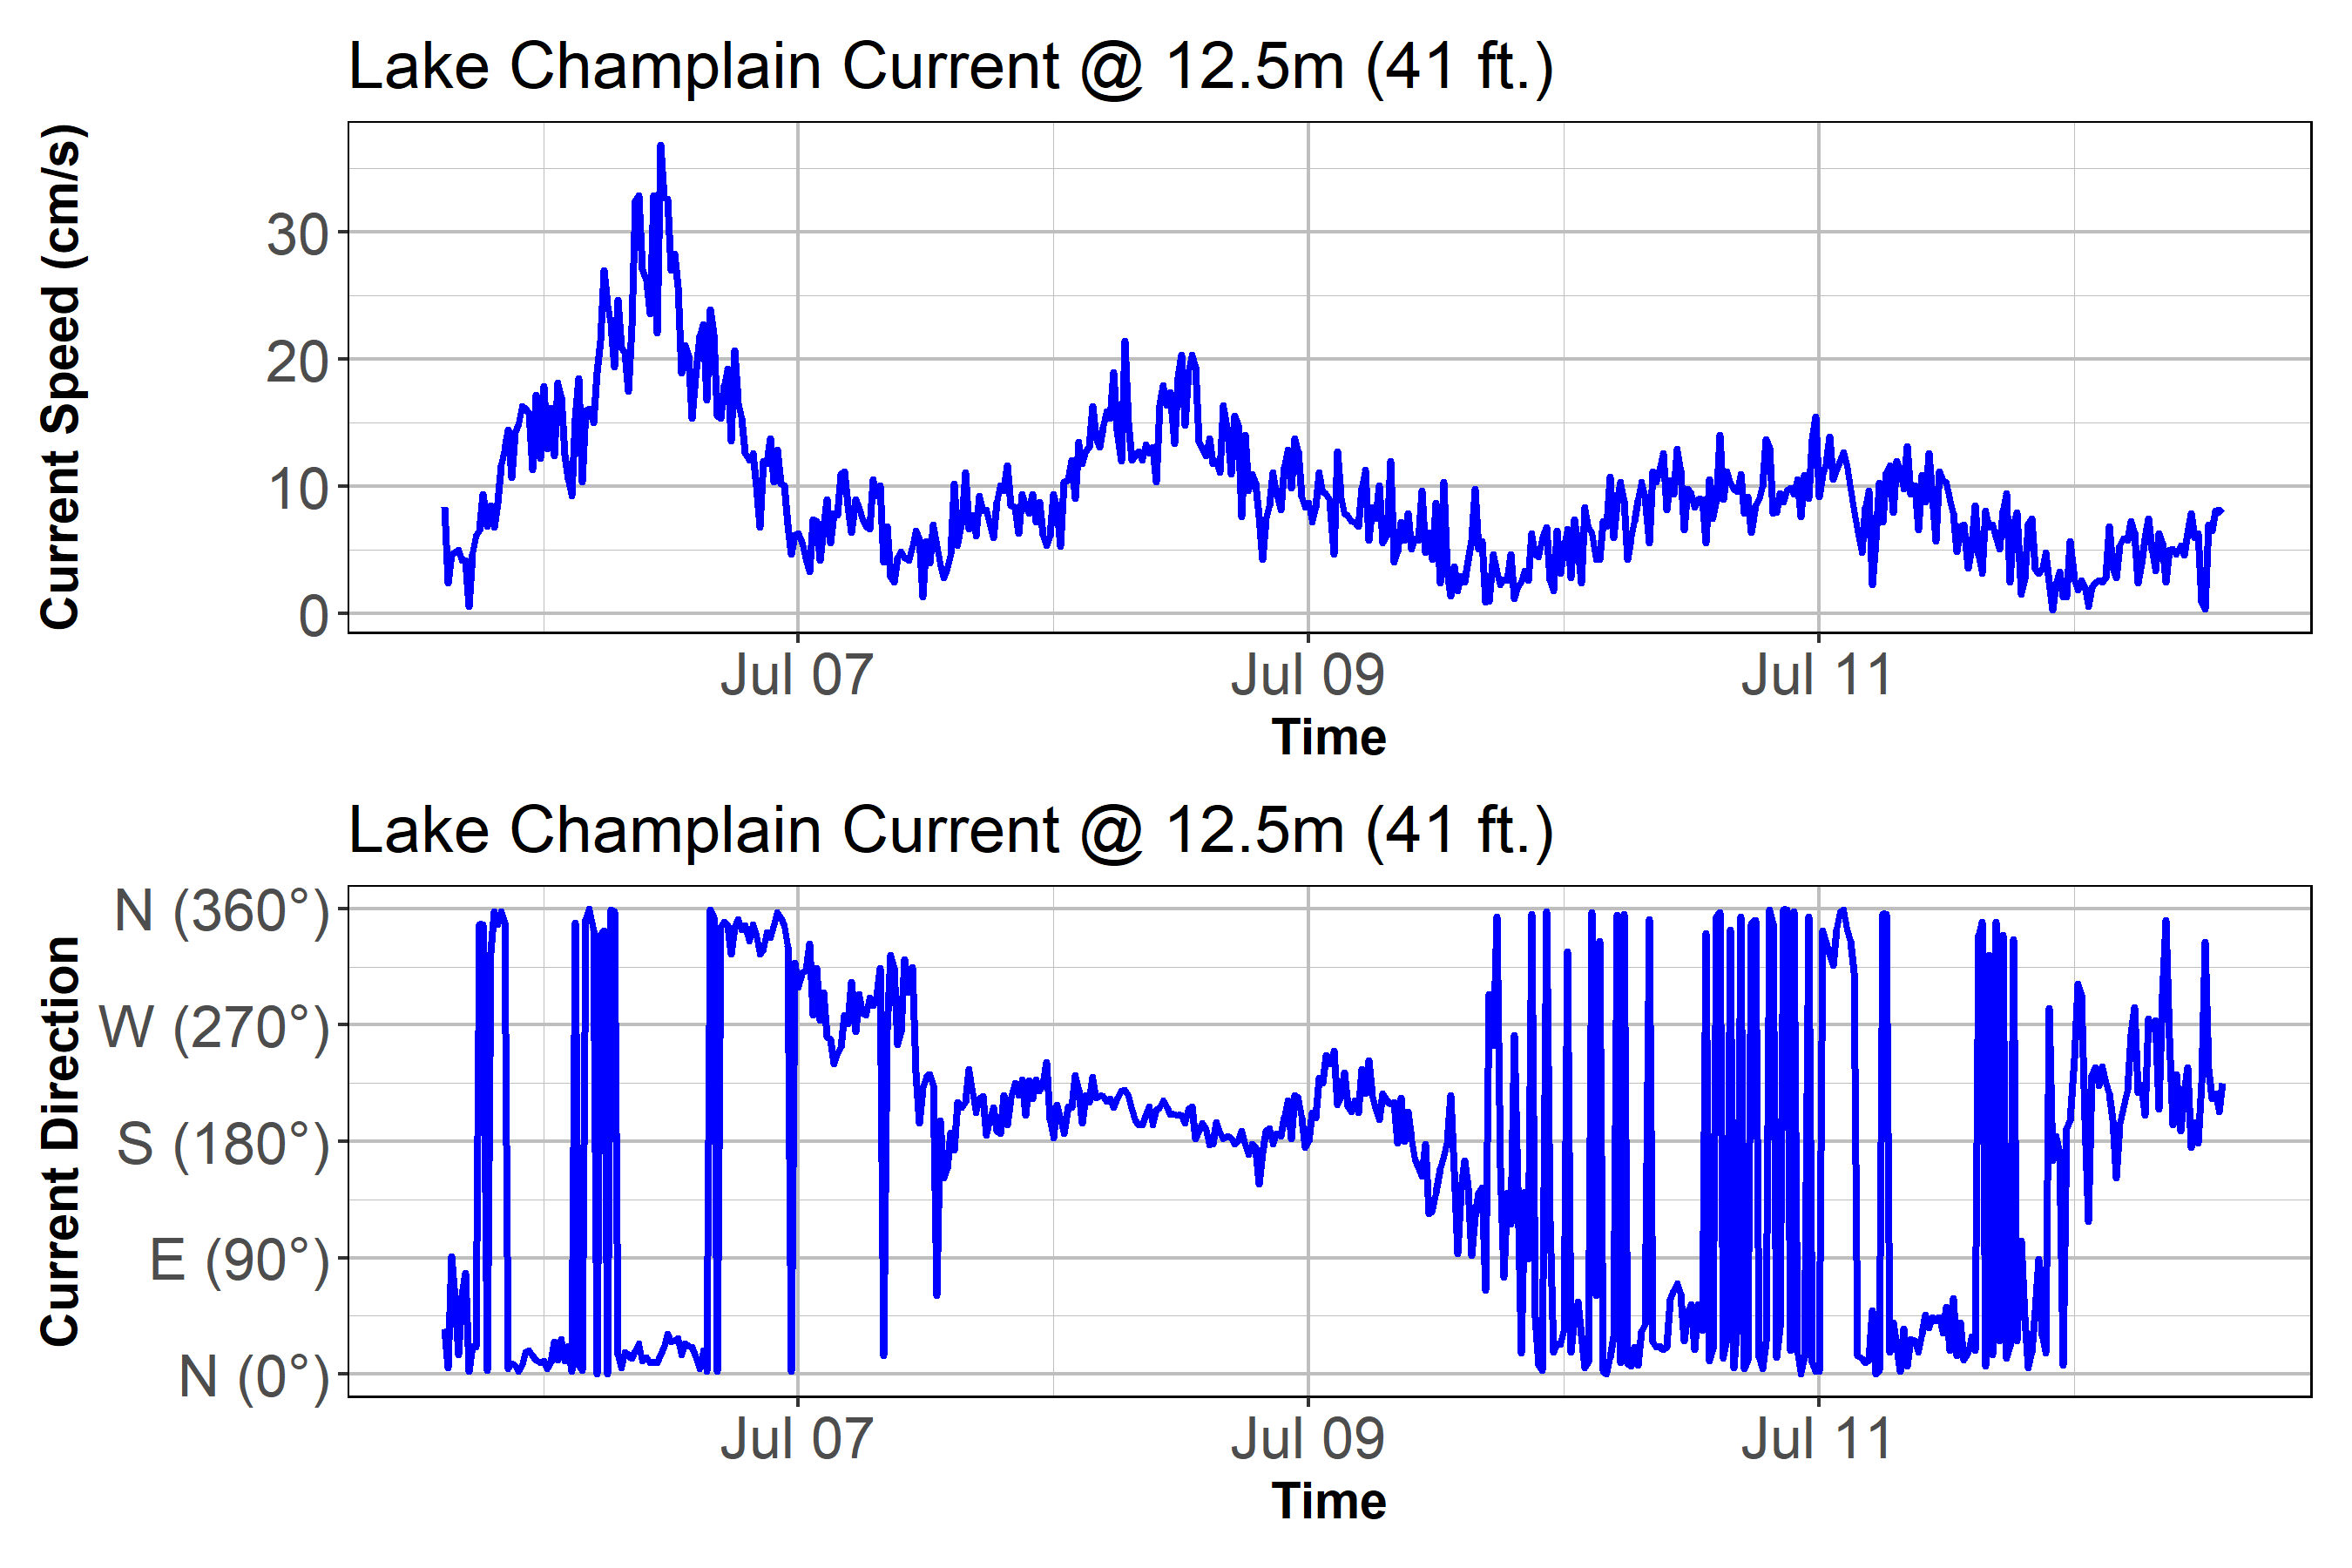 Lake Champlain Current @ 12.5m (41 ft.)
Current Speed (cm/s)
30
20
10
0
Jul 07 Jul 09 Jul 11
Time
Lake Champlain Current @ 12.5m (41 ft.)
Current Direction
N (360°)
W (270°)
S (180°)
E (90°)
N (0°)
Jul 07 Jul 09 Jul 11
Time